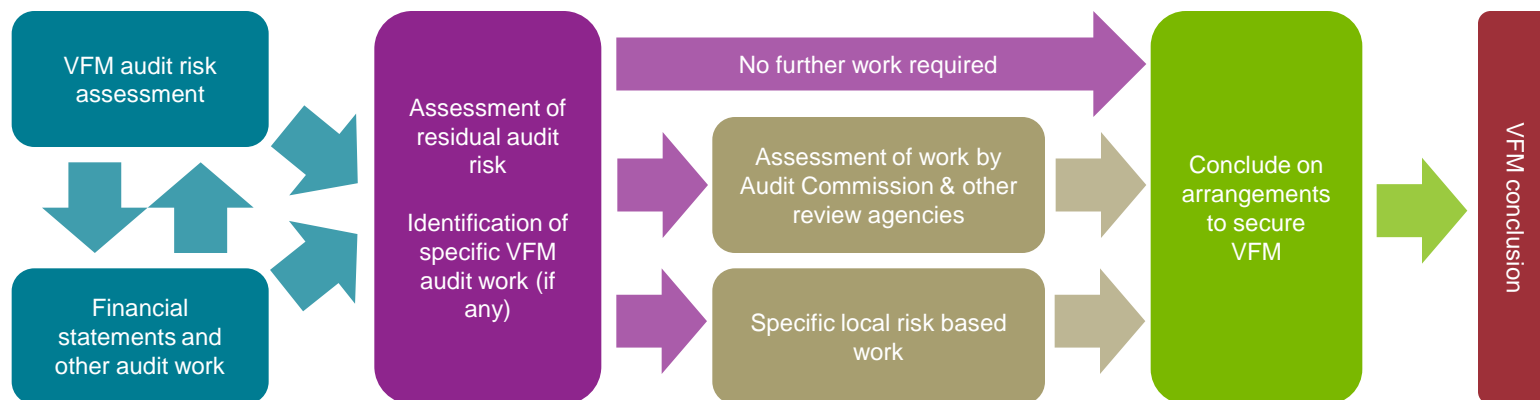 VFM audit risk
assessment
Financial
statements and
other audit work
Assessment of
residual audit
risk
Identification of
specific VFM
audit work (if
any)
No further work required
Assessment of work by
Audit Commission & other
review agencies
Specific local risk based
work
Conclude on
arrangements
to secure
VFM
VFM conclusion